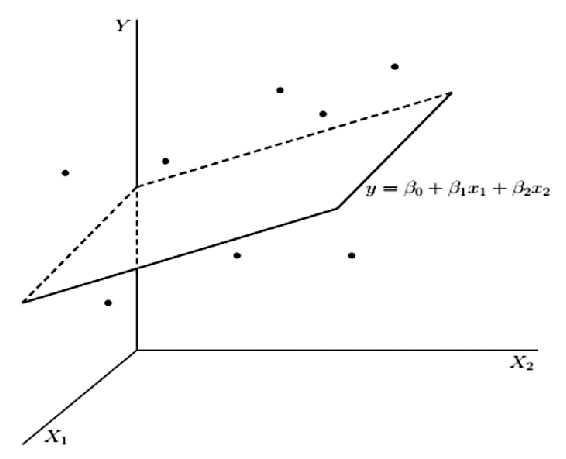 Y
y = β₀ + β₁x₁ + β₂x₂
X₂
X₁